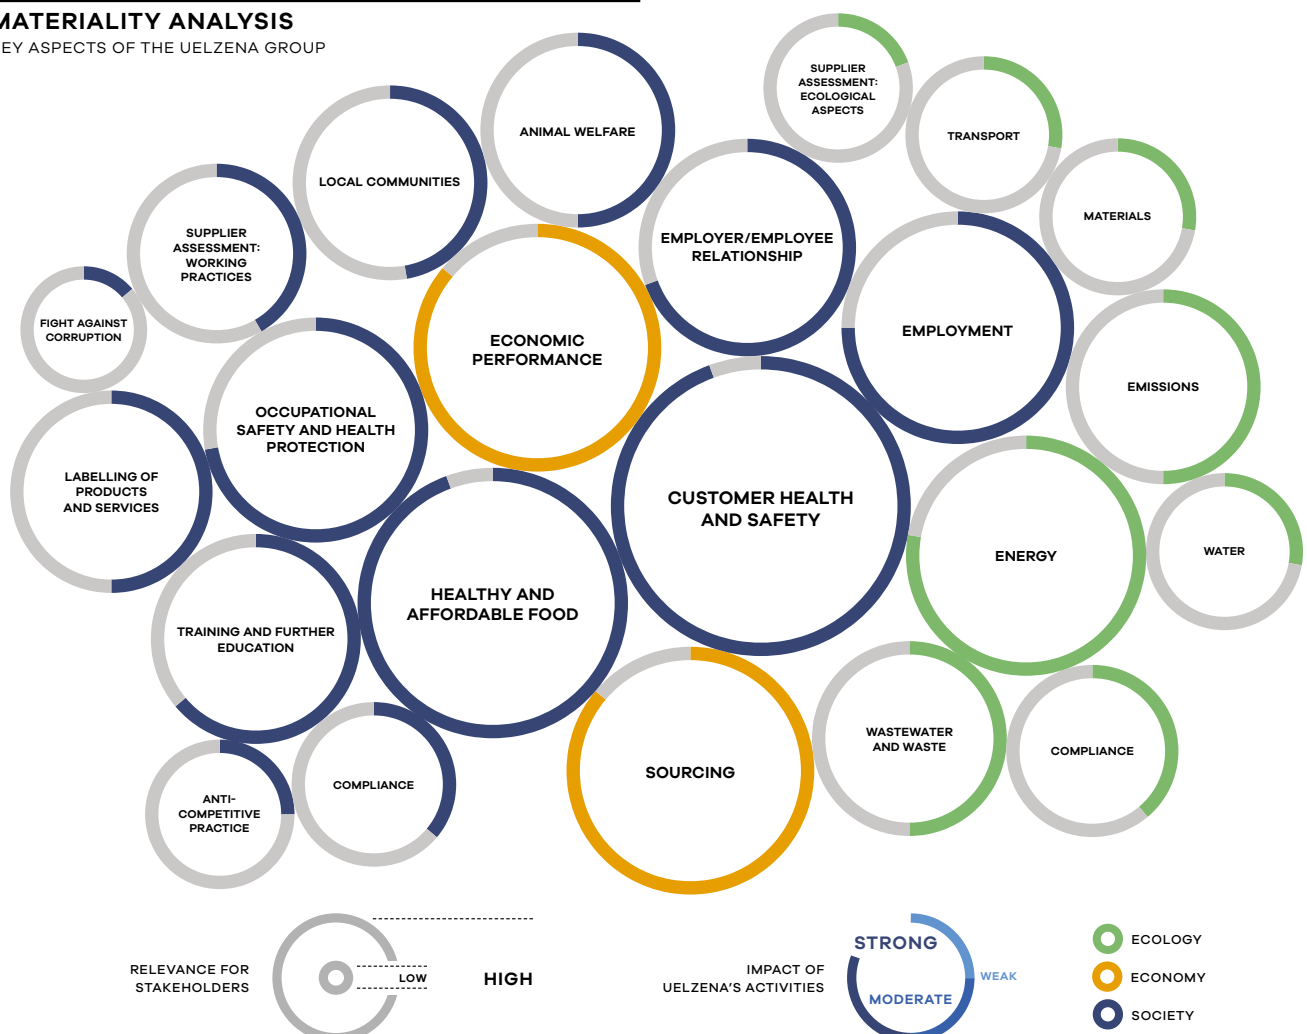 MATERIALITY ANALYSIS
EY ASPECTS OF THE UELZENA GROUP
SUPPLIER
ASSESSMENT:
ECOLOGICAL
ASPECTS
TRANSPORT
ANIMAL WELFARE
LOCAL COMMUNITIES
MATERIALS
SUPPLIER
ASSESSMENT:
WORKING
PRACTICES
EMPLOYER/EMPLOYEE
RELATIONSHIP
FIGHT AGAINST
CORRUPTION
ECONOMIC
PERFORMANCE
EMPLOYMENT
EMISSIONS
OCCUPATIONAL
SAFETY AND HEALTH
PROTECTION
LABELLING OF
PRODUCTS
AND SERVICES
CUSTOMER HEALTH
AND SAFETY
ENERGY
WATER
HEALTHY AND
AFFORDABLE FOOD
TRAINING AND FURTHER
EDUCATION
WASTEWATER
AND WASTE
COMPLIANCE
SOURCING
COMPLIANCE
ANTI-
COMPETITIVE
PRACTICE
RELEVANCE FOR
STAKEHOLDERS
LOW
HIGH
IMPACT OF
UELZENA'S ACTIVITIES
STRONG
WEAK
MODERATE
ECOLOGY
ECONOMY
SOCIETY